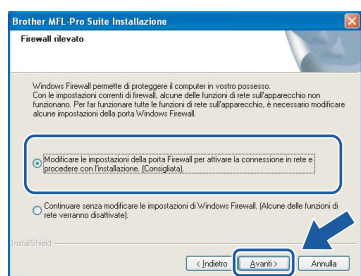 Brother MFL-Pro Suite Installazione
Firewall rilevato
Windows Firewall permette di proteggere il computer in vostro possesso.
Con le impostazioni correnti di firewall, alcune delle funzioni di rete sull'apparecchio non
funzionano. Per far funzionare tutte le funzioni di rete sull'apparecchio, è necessario modificare
alcune impostazioni della porta Windows Firewall.
Modificare le impostazioni della porta Firewall per attivare la connessione in rete e
procedere con l'installazione. (Consigliata).
Continuare senza modificare le impostazioni di Windows Firewall. (Alcune delle funzioni di
rete verranno disattivate).
InstallShield
< Indietro
Avanti >
Annulla